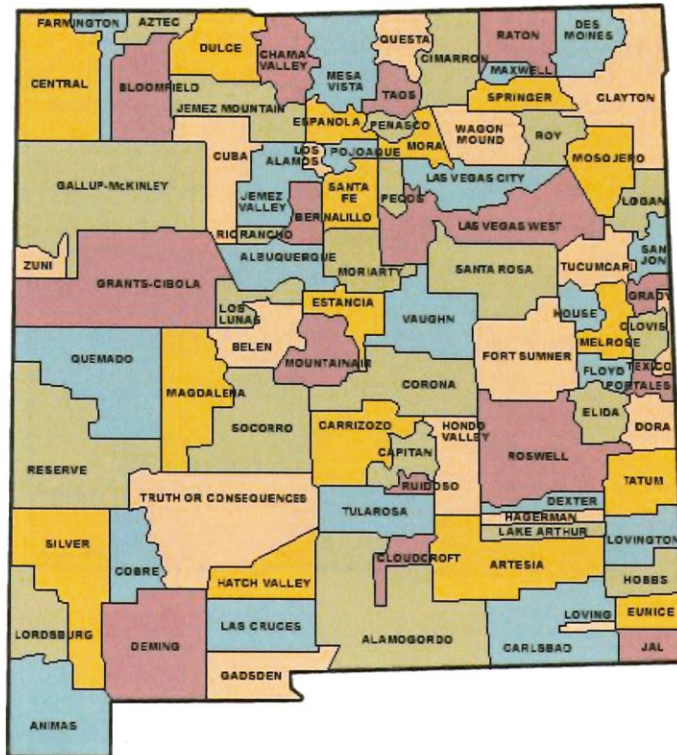 FARMINGTON
AZTEC
DULCE
CHAMA
VALLEY
QUESTA
RATON
DES
MOINES
CENTRAL
BLOOMFIELD
MESA
VISTA
CIMARRON
MAXWELL
CLAYTON
JEMEZ MOUNTAIN
TAOS
SPRINGER
ESPANOLA
PENASCO
WAGON
MOUND
ROY
CUBA
LOS
ALAMOS
POJOAQUE
MORA
MOSQJERO
GALLUP-McKINLEY
JEMEZ
VALLEY
SANTA
FE
PECOS
LAS VEGAS CITY
LOGAN
BERNALILLO
RIO RANCHO
LAS VEGAS WEST
ZUNI
ALBUQUERQUE
MORIARTY
SANTA ROSA
TUCUMCARI
SAN
JON
GRANTS-CIBOLA
LOS
LUNAS
ESTANCIA
VAUGHN
HOUSE
GRADY
BELEN
CLOVIS
QUEMADO
MOUNTAINAIR
FORT SUMNER
MELROSE
MAGDALENA
CORONA
FLOYD
TEXICO
PORTALES
SOCORRO
CARRIZOZO
HONDO
VALLEY
ELIDA
DORA
RESERVE
CAPITAN
ROSWELL
TRUTH OR CONSEQUENCES
RUIDOSO
TATUM
TULAROSA
DEXTER
HAGERMAN
LAKE ARTHUR
SILVER
COBRE
CLOUDCROFT
ARTESIA
LOVINGTON
HATCH VALLEY
HOBBS
LORDSBURG
LAS CRUCES
LOVING
EUNICE
DEMING
ALAMOGORDO
CARLSBAD
JAL
GADSDEN
ANIMAS